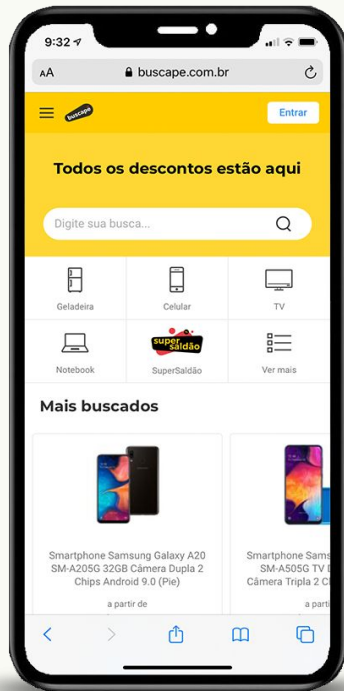 9:32
AA
buscape.com.br
buscapé
Entrar
Todos os descontos estão aqui
Digite sua busca...
Geladeira
Celular
TV
Notebook
super
saldão
SuperSaldão
Ver mais
Mais buscados
Smartphone Samsung Galaxy A20
SM-A205G 32GB Câmera Dupla 2
Chips Android 9.0 (Pie)
a partir de
Smartphone Sams
SM-A505G TV D
Câmera Tripla 2 C
a parti